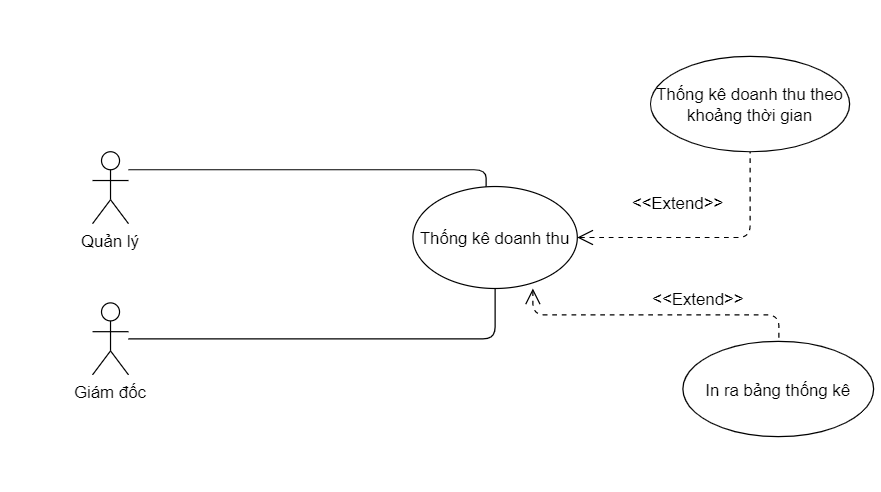 Thống kê doanh thu theo
khoảng thời gian
<<Extend>>
Quản lý
Thống kê doanh thu
<<Extend>>
Giám đốc
In ra bảng thống kê